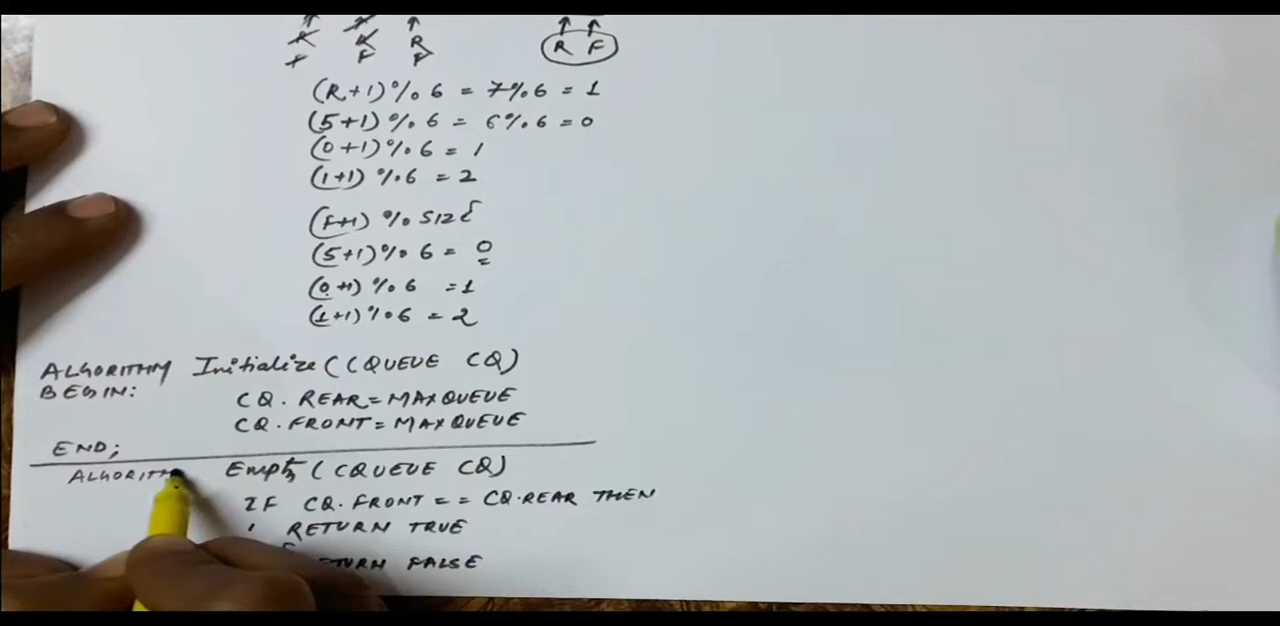 R R F
F F F
(R+1)% 6 = 7% 6 = 1
(5+1)% 6 = 6% 6 = 0
(0+1)% 6 = 1
(1+1) % 6 = 2
(F+1) % SIZE
(5+1)% 6 = 0
(0+1) % 6 = 1
(1+1)% 6 = 2
ALGORITHM Initialize (CQUEUE CQ)
BEGIN:
CQ. REAR = MAXQUEUE
CQ. FRONT = MAXQUEUE
END;
ALGORITH Empty (CQUEUE CQ)
IF CQ. FRONT == CQ.REAR THEN
RETURN TRUE
FALSE